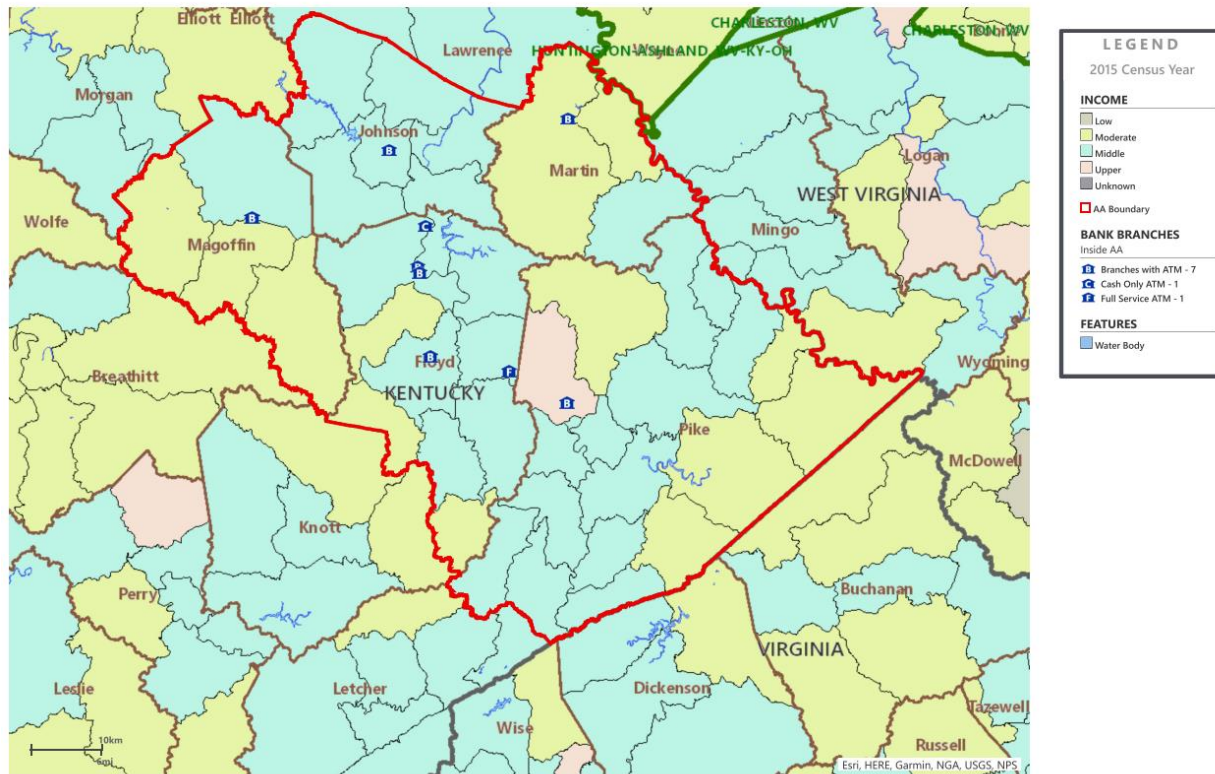 Elliott Elliott
Lawrence
CHARLESTON, WV
CHARLESTON, WV
HUNTINGTON-ASHLAND WV-KY-OH
Morgan
Johnson
B
B
Martin
Logan
WEST VIRGINIA
Wolfe
B
Magoffin
C
Mingo
B
Breathitt
B
Floyd
F
KENTUCKY
B
Wyoming
Pike
McDowell
Knott
Perry
Buchanan
VIRGINIA
Leslie
Letcher
Dickenson
Wise
Tazewell
Russell
10km
6mi
Esri, HERE, Garmin, NGA, USGS, NPS
LEGEND
2015 Census Year
INCOME
Low
Moderate
Middle
Upper
Unknown
AA Boundary
BANK BRANCHES
Inside AA
B Branches with ATM - 7
C Cash Only ATM - 1
F Full Service ATM - 1
FEATURES
Water Body